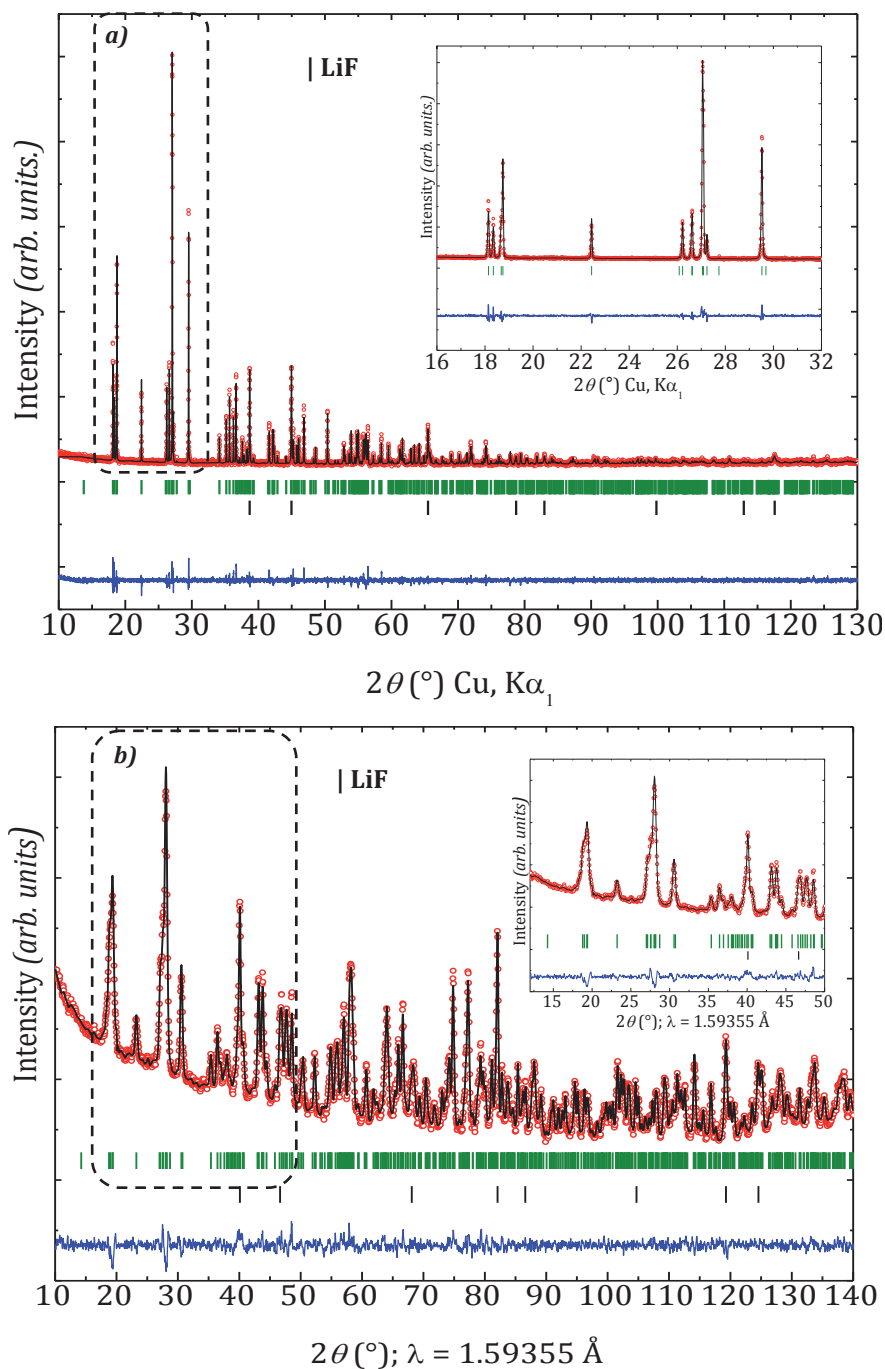 a)
| LiF
Intensity (arb. units.)
Intensity (arb. units.)
16 18 20 22 24 26 28 30 32
2θ (°) Cu, Kα₁
10 20 30 40 50 60 70 80 90 100 110 120 130
2θ (°) Cu, Kα₁
b)
| LiF
Intensity (arb. units)
Intensity (arb. units)
15 20 25 30 35 40 45 50
2θ (°); λ = 1.59355 Å
10 20 30 40 50 60 70 80 90 100 110 120 130 140
2θ (°); λ = 1.59355 Å